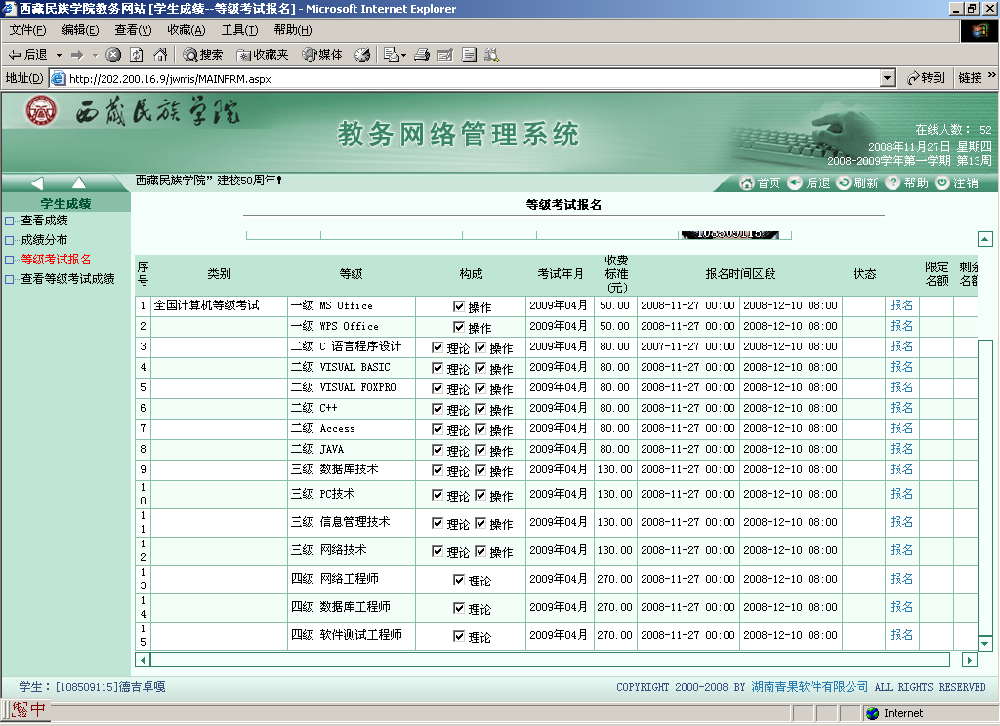 西藏民族学院教务网站 [学生成绩--等级考试报名] - Microsoft Internet Explorer
文件(F) 编辑(E) 查看(V) 收藏(A) 工具(T) 帮助(H)
后退 搜索 收藏夹 媒体
地址(D) http://202.200.16.9/jwmis/MAINFRM.aspx 转到 链接 »
西藏民族学院
教务网络管理系统
在线人数： 52
2008年11月27日 星期四
2008-2009学年第一学期 第13周
西藏民族学院”建校50周年！ 首页 后退 刷新 帮助 注销
学生成绩
查看成绩
成绩分布
等级考试报名
查看等级考试成绩
等级考试报名
108509115
序号 类别 等级 构成 考试年月 收费标准(元) 报名时间区段 状态 限定名额 剩余名额
1 全国计算机等级考试 一级 MS Office 操作 2009年04月 50.00 2008-11-27 00:00 2008-12-10 08:00 报名
2 一级 WPS Office 操作 2009年04月 50.00 2008-11-27 00:00 2008-12-10 08:00 报名
3 二级 C 语言程序设计 理论 操作 2009年04月 80.00 2007-11-27 00:00 2008-12-10 08:00 报名
4 二级 VISUAL BASIC 理论 操作 2009年04月 80.00 2008-11-27 00:00 2008-12-10 08:00 报名
5 二级 VISUAL FOXPRO 理论 操作 2009年04月 80.00 2008-11-27 00:00 2008-12-10 08:00 报名
6 二级 C++ 理论 操作 2009年04月 80.00 2008-11-27 00:00 2008-12-10 08:00 报名
7 二级 Access 理论 操作 2009年04月 80.00 2008-11-27 00:00 2008-12-10 08:00 报名
8 二级 JAVA 理论 操作 2009年04月 80.00 2008-11-27 00:00 2008-12-10 08:00 报名
9 三级 数据库技术 理论 操作 2009年04月 130.00 2008-11-27 00:00 2008-12-10 08:00 报名
10 三级 PC技术 理论 操作 2009年04月 130.00 2008-11-27 00:00 2008-12-10 08:00 报名
11 三级 信息管理技术 理论 操作 2009年04月 130.00 2008-11-27 00:00 2008-12-10 08:00 报名
12 三级 网络技术 理论 操作 2009年04月 130.00 2008-11-27 00:00 2008-12-10 08:00 报名
13 四级 网络工程师 理论 2009年04月 270.00 2008-11-27 00:00 2008-12-10 08:00 报名
14 四级 数据库工程师 理论 2009年04月 270.00 2008-11-27 00:00 2008-12-10 08:00 报名
15 四级 软件测试工程师 理论 2009年04月 270.00 2008-11-27 00:00 2008-12-10 08:00 报名
学生：[108509115]德吉卓嘎 COPYRIGHT 2000-2008 BY 湖南青果软件有限公司 ALL RIGHTS RESERVED
中 Internet